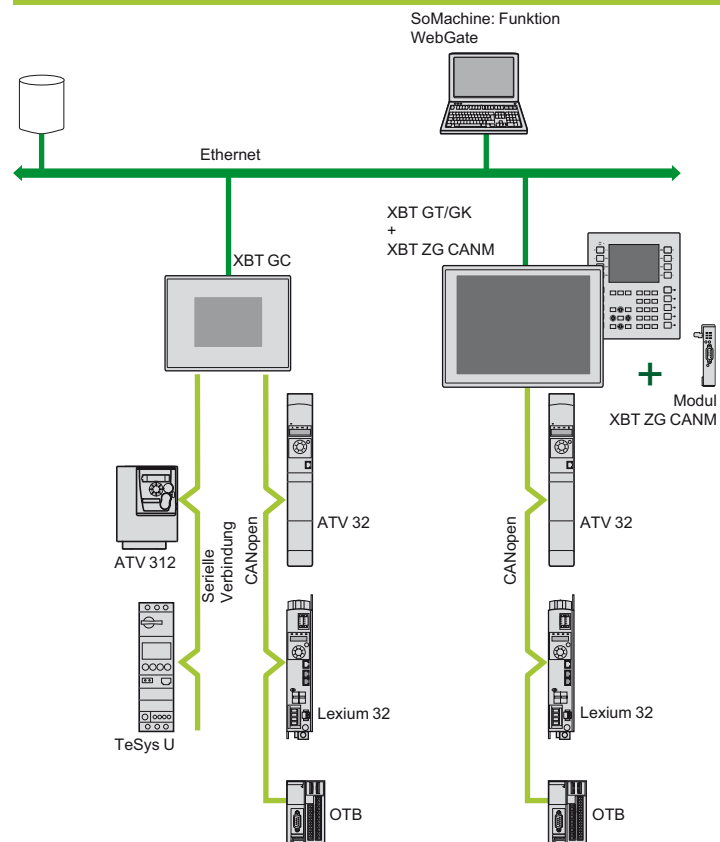 SoMachine: Funktion
WebGate
Ethernet
XBT GT/GK
+
XBT ZG CANM
XBT GC
+
Modul
XBT ZG CANM
ATV 312
Serielle
Verbindung
CANopen
ATV 32
CANopen
ATV 32
TeSys U
Lexium 32
Lexium 32
OTB
OTB